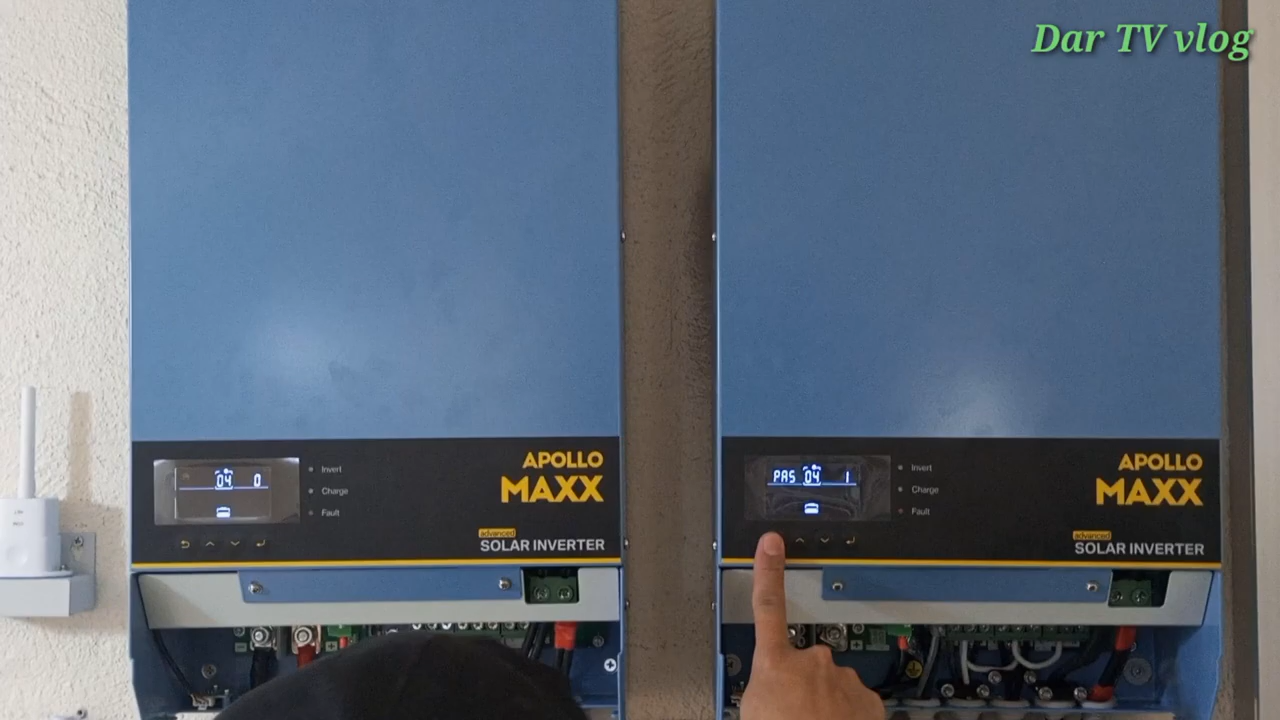 Dar TV vlog
APOLLO
MAXX
advanced
SOLAR INVERTER
04 0
Invert
Charge
Fault
APOLLO
MAXX
advanced
SOLAR INVERTER
PAS 04 1
Invert
Charge
Fault